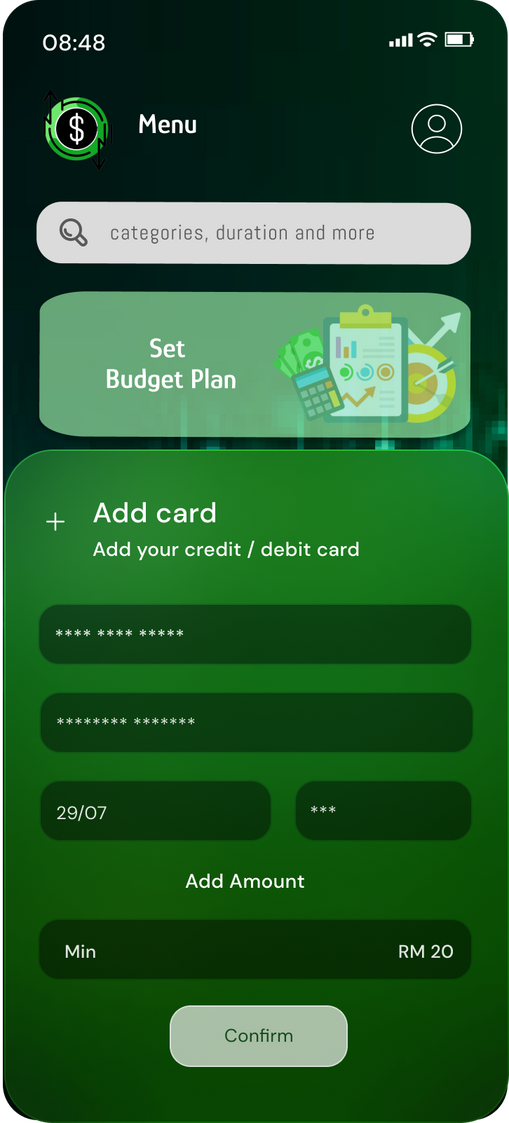 08:48
$
Menu
categories, duration and more
Set
Budget Plan
$
+ Add card
Add your credit / debit card
**** **** *****
******** *******
29/07 ***
Add Amount
Min RM 20
Confirm